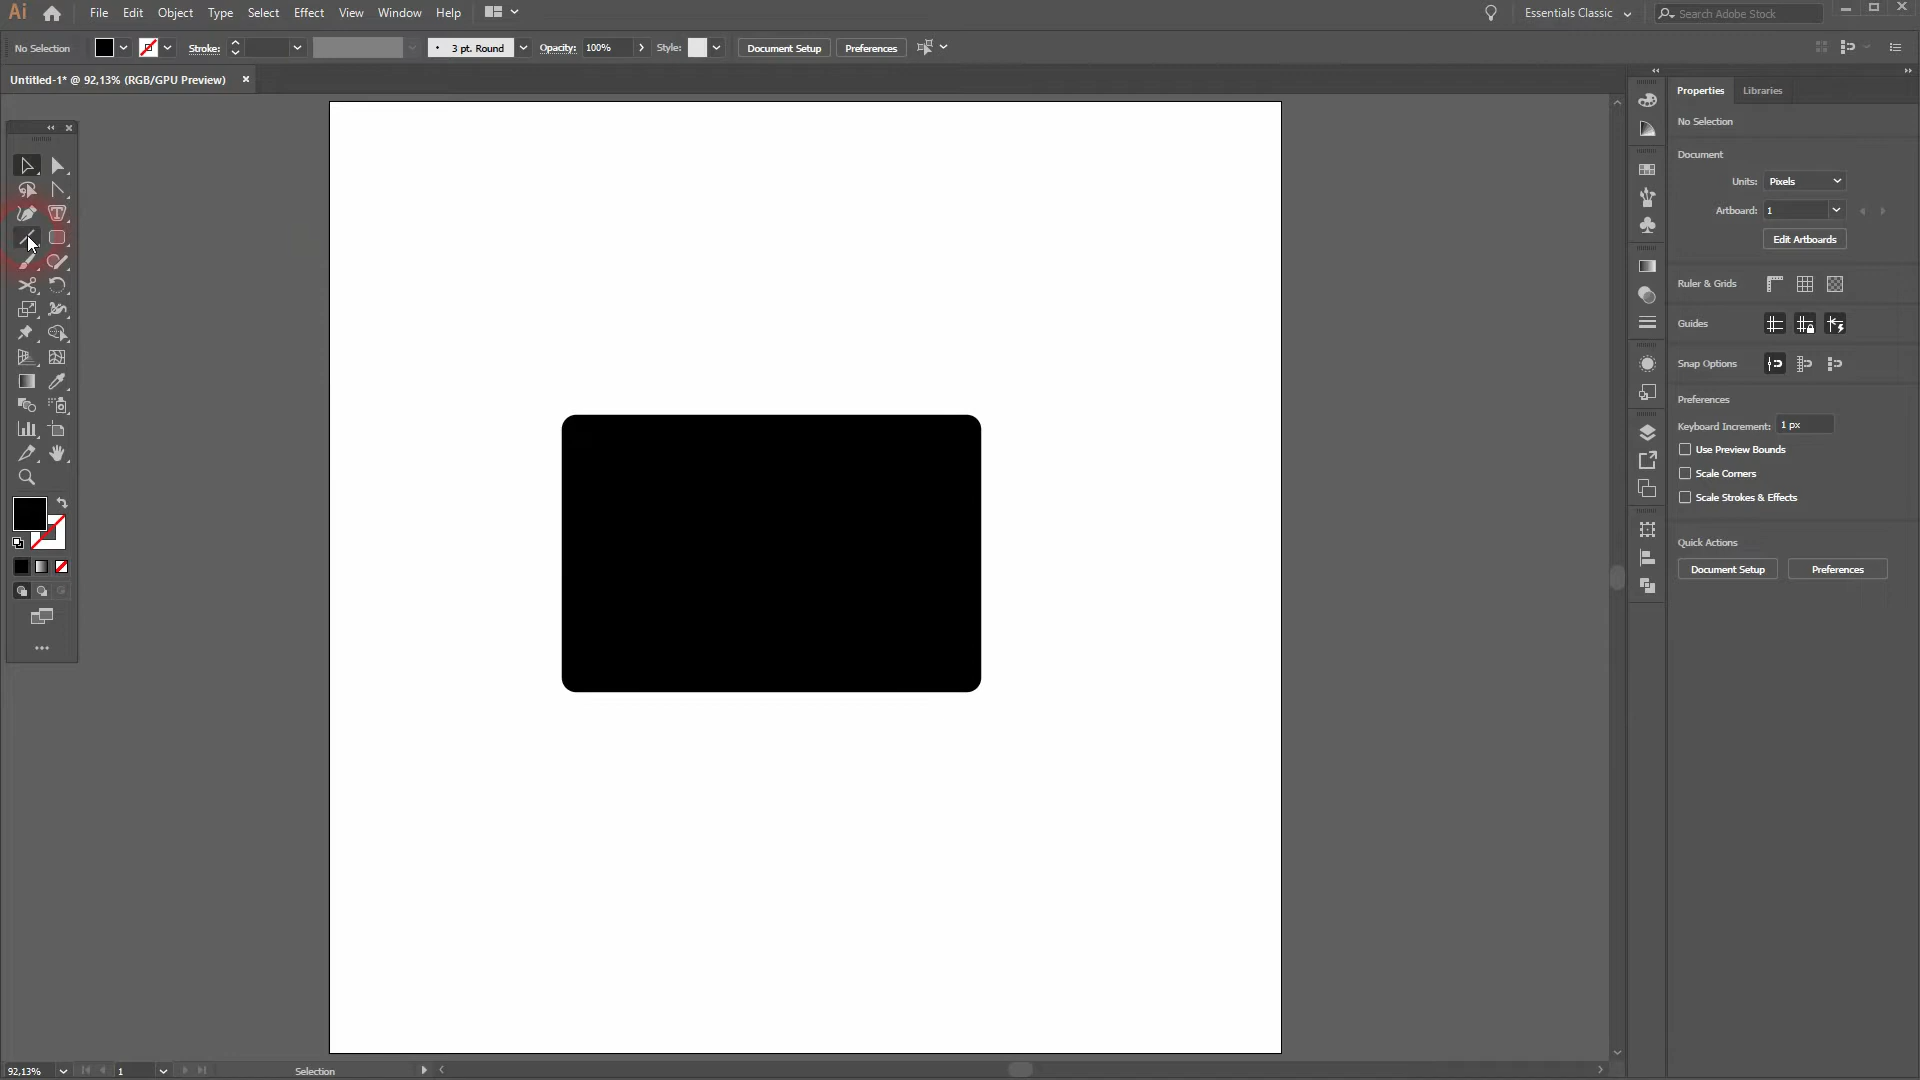 Ai File Edit Object Type Select Effect View Window Help Essentials Classic Search Adobe Stock
No Selection Stroke: 3 pt. Round Opacity: 100% Style: Document Setup Preferences
Untitled-1* @ 92,13% (RGB/GPU Preview)
Properties Libraries
No Selection
Document
Units: Pixels
Artboard: 1
Edit Artboards
Ruler & Grids
Guides
Snap Options
Preferences
Keyboard Increment: 1 px
Use Preview Bounds
Scale Corners
Scale Strokes & Effects
Quick Actions
Document Setup Preferences
92,13% 1 Selection